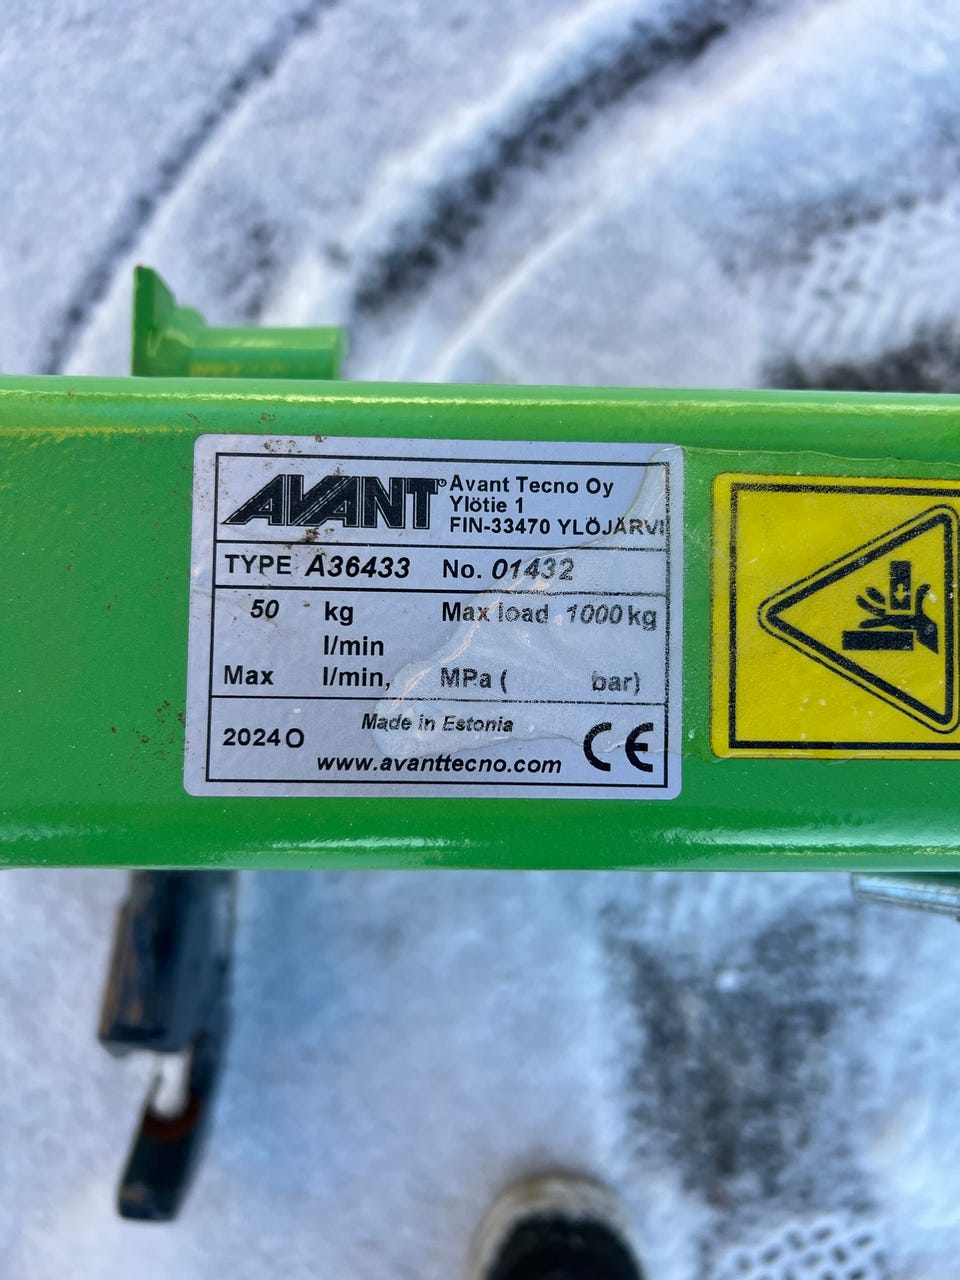 AVANT® Avant Tecno Oy
Ylötie 1
FIN-33470 YLÖJÄRVI
TYPE A36433 No. 01432
50 kg Max load 1000 kg
l/min
Max l/min, MPa ( bar)
2024 O Made in Estonia CE
www.avanttecno.com